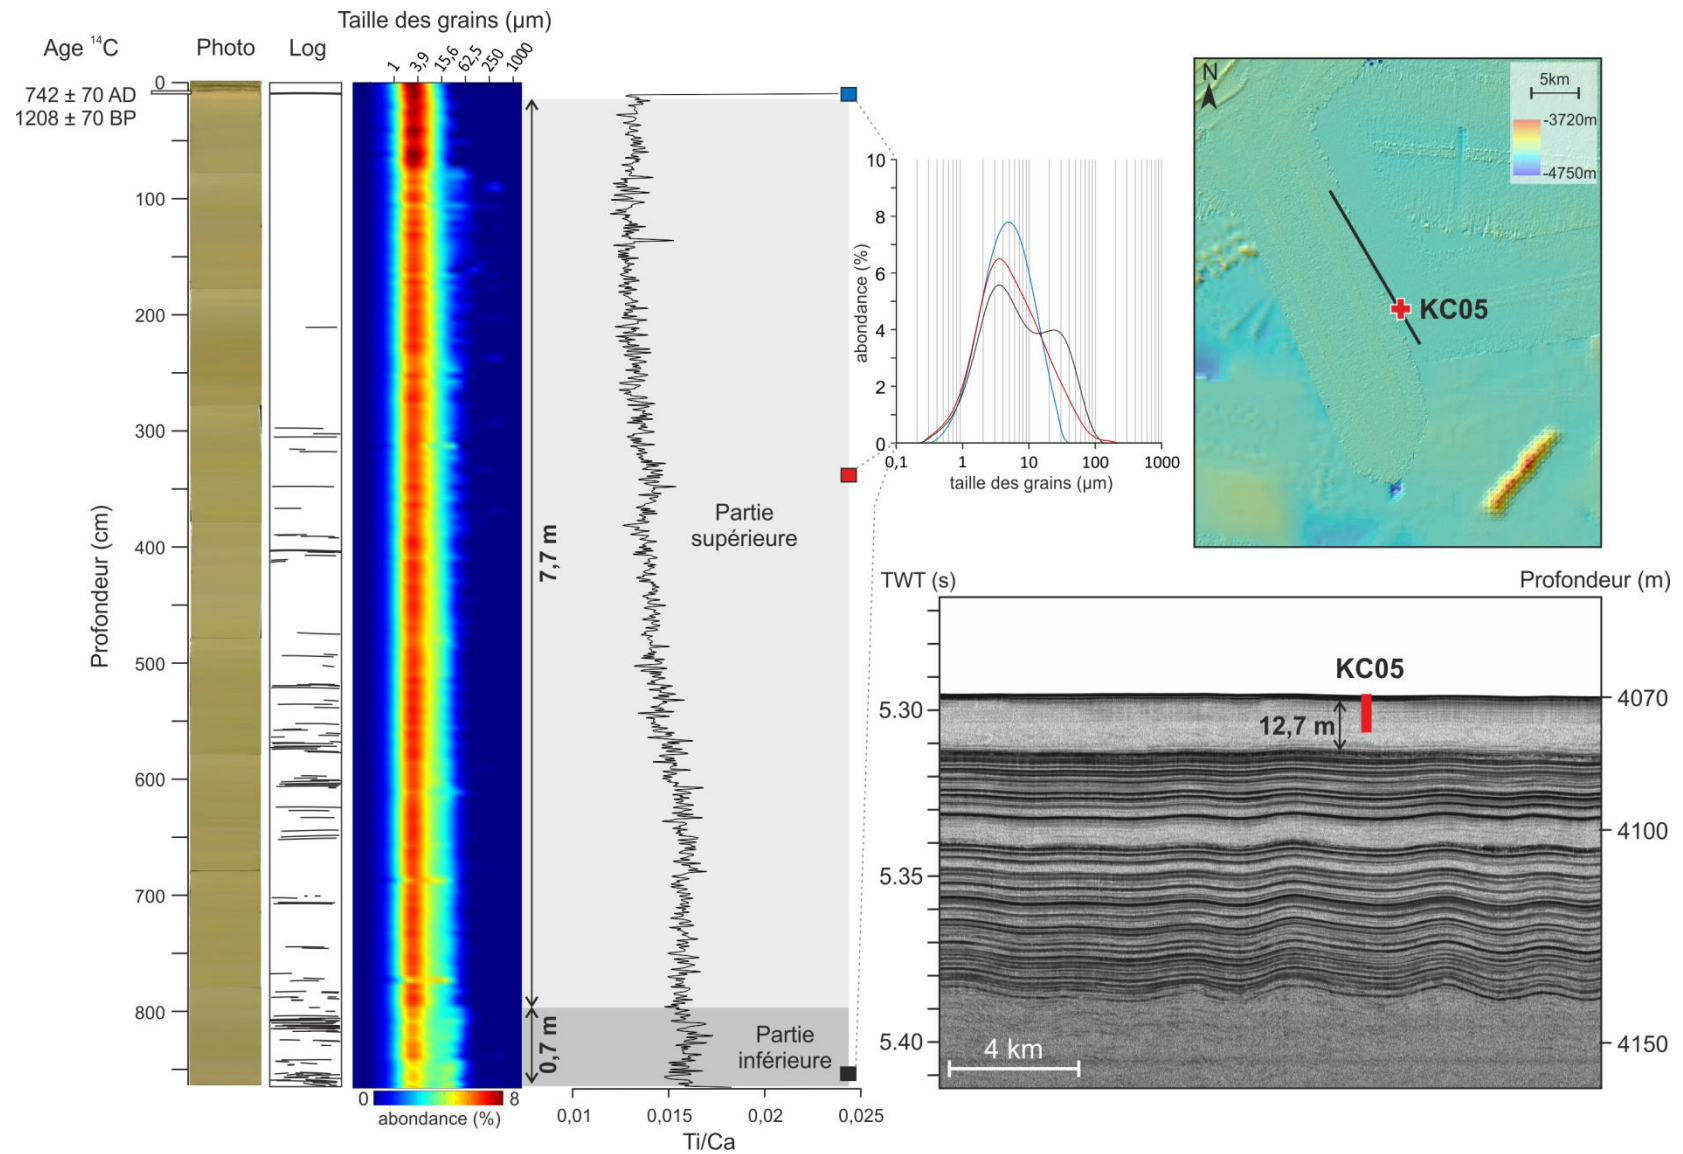 Taille des grains (µm)
Age ¹⁴C
Photo
Log
1
3,9
15,6
62,5
250
1000
742 ± 70 AD
1208 ± 70 BP
Profondeur (cm)
0
100
200
300
400
500
600
700
800
7,7 m
0,7 m
Partie
supérieure
Partie
inférieure
0
8
abondance (%)
0,01
0,015
0,02
0,025
Ti/Ca
abondance (%)
10
8
6
4
2
0
0,1
1
10
100
1000
taille des grains (µm)
N
5km
-3720m
-4750m
KC05
TWT (s)
Profondeur (m)
KC05
12,7 m
5.30
5.35
5.40
4070
4100
4150
4 km